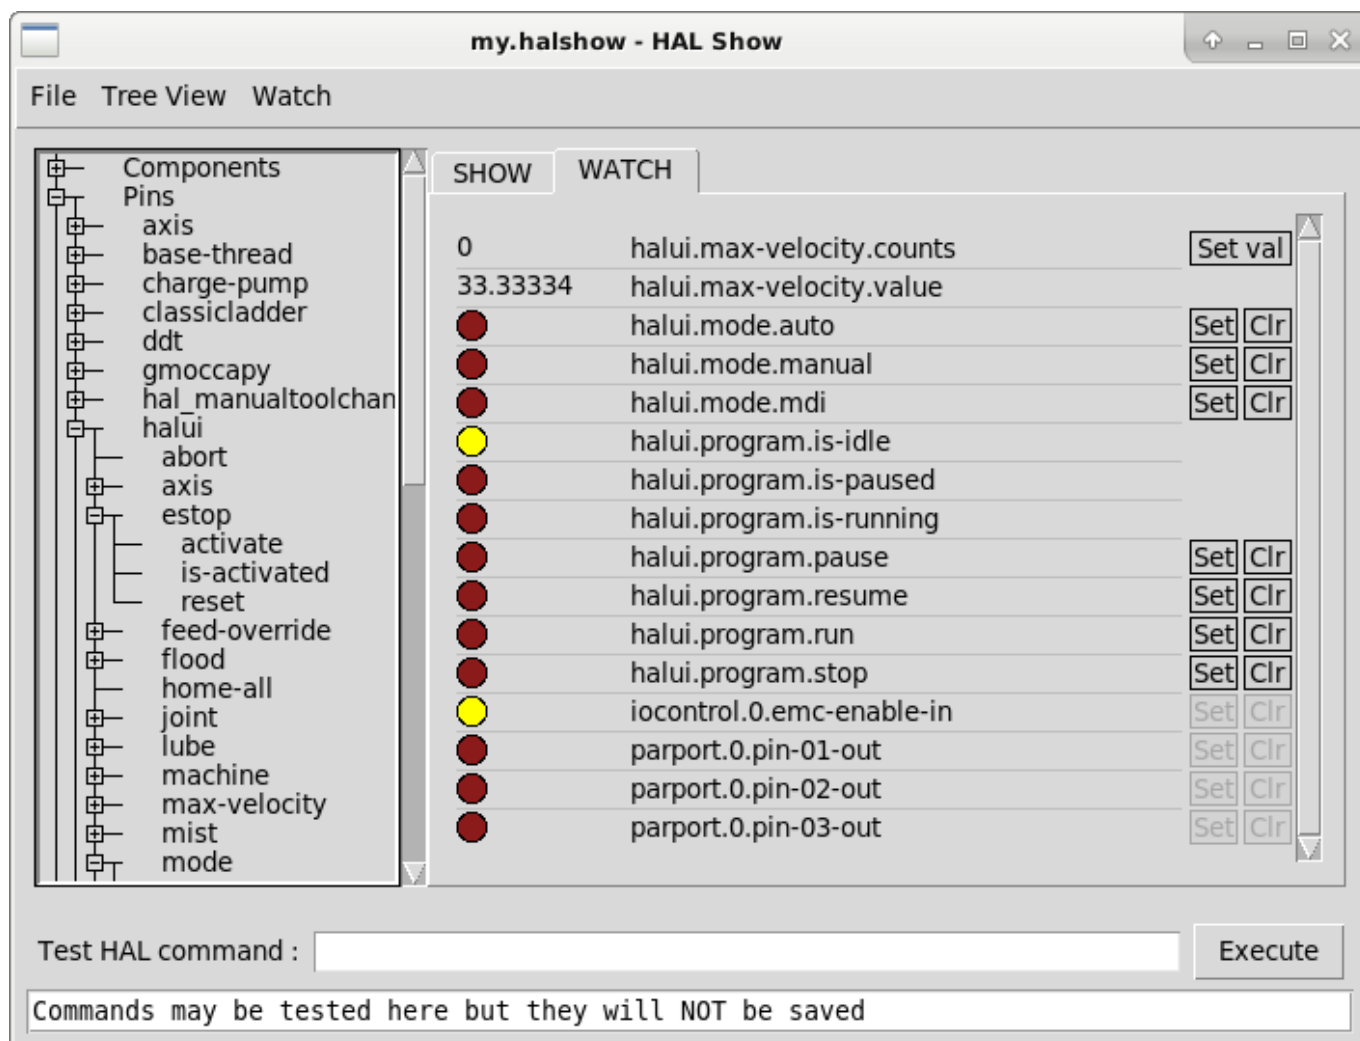 my.halshow - HAL Show
File Tree View Watch
Components
Pins
axis
base-thread
charge-pump
classicladder
ddt
gmoccapy
hal_manualtoolchan
halui
abort
axis
estop
activate
is-activated
reset
feed-override
flood
home-all
joint
lube
machine
max-velocity
mist
mode
SHOW WATCH
0 halui.max-velocity.counts Set val
33.33334 halui.max-velocity.value
halui.mode.auto Set Clr
halui.mode.manual Set Clr
halui.mode.mdi Set Clr
halui.program.is-idle
halui.program.is-paused
halui.program.is-running
halui.program.pause Set Clr
halui.program.resume Set Clr
halui.program.run Set Clr
halui.program.stop Set Clr
iocontrol.0.emc-enable-in Set Clr
parport.0.pin-01-out Set Clr
parport.0.pin-02-out Set Clr
parport.0.pin-03-out Set Clr
Test HAL command : Execute
Commands may be tested here but they will NOT be saved